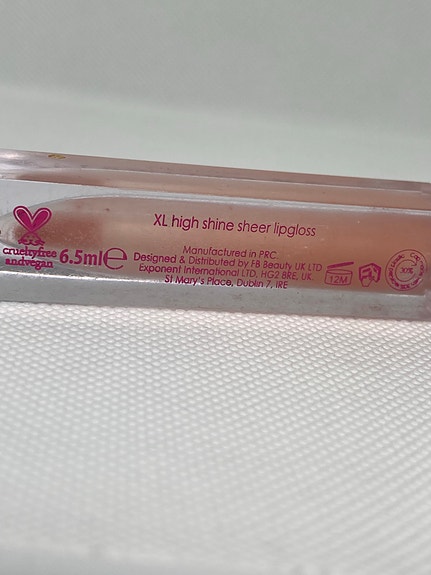 XL high shine sheer lipgloss
crueltyfree
andvegan
6.5ml e
Manufactured in PRC.
Designed & Distributed by FB Beauty UK LTD
Exponent International LTD, HG2 8RE, UK.
St Mary's Place, Dublin 7, IRE
12M
30%